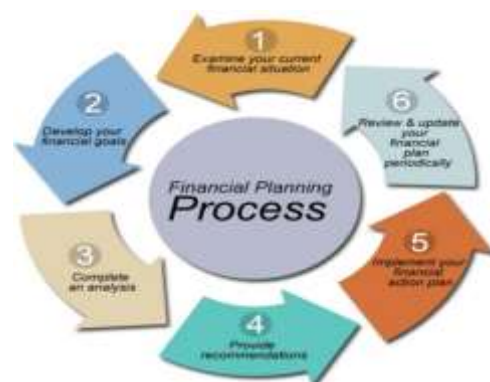 Financial Planning
Process
1
Examine your current
financial situation
2
Develop your
financial goals
3
Complete
an analysis
4
Provide
recommendations
5
Implement your
financial
action plan
6
Review & update
your
financial
plan
periodically